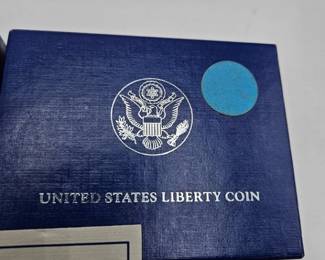 UNITED STATES LIBERTY COIN